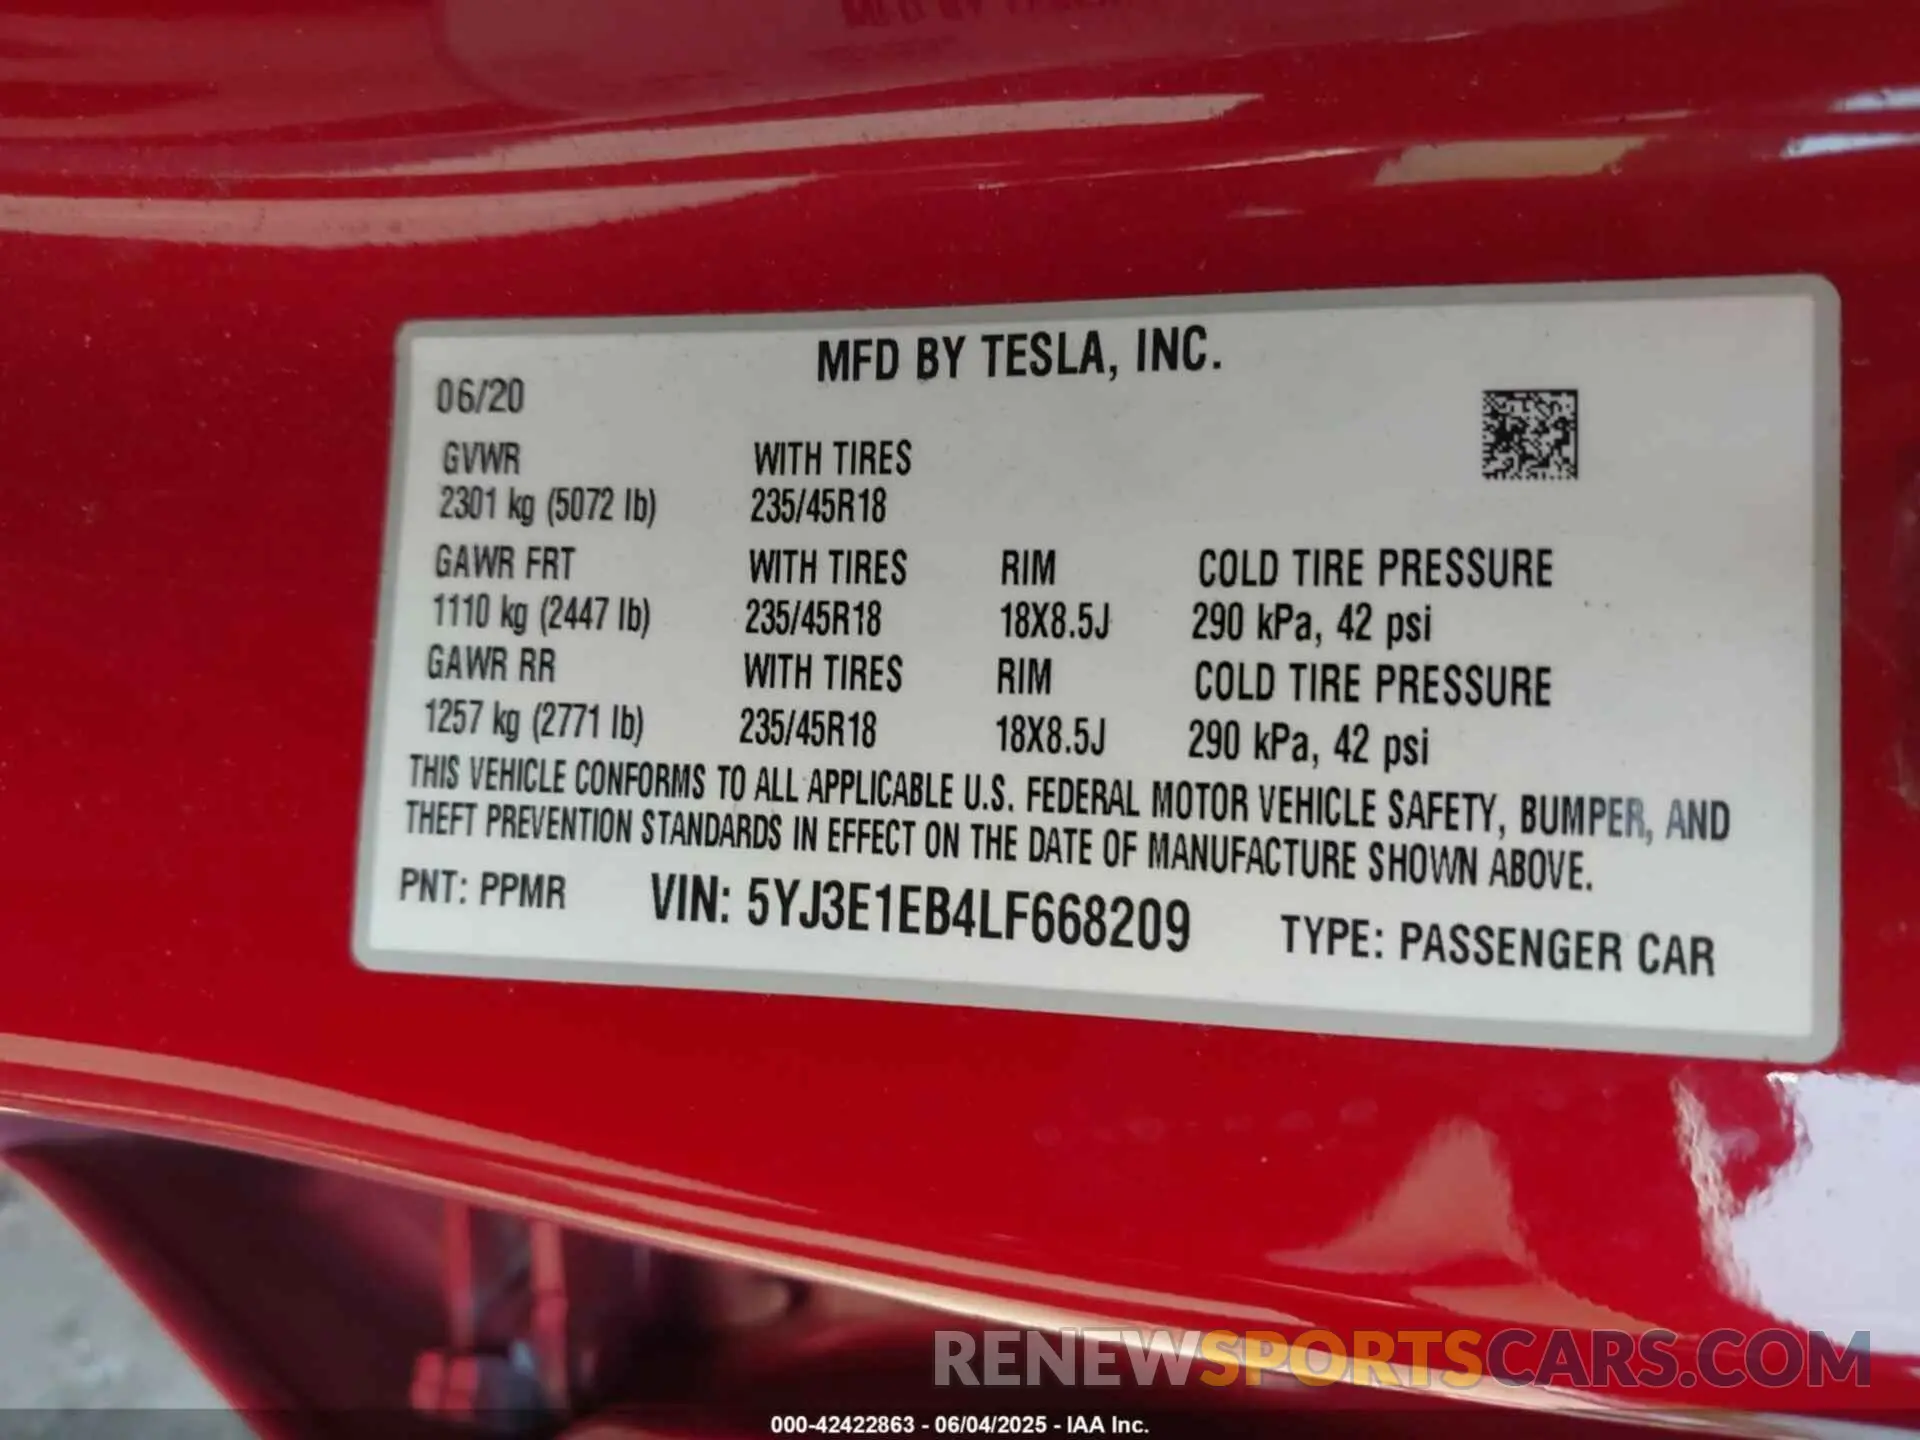 MFD BY TESLA, INC.
06/20
GVWR WITH TIRES
2301 kg (5072 lb) 235/45R18
GAWR FRT WITH TIRES RIM COLD TIRE PRESSURE
1110 kg (2447 lb) 235/45R18 18X8.5J 290 kPa, 42 psi
GAWR RR WITH TIRES RIM COLD TIRE PRESSURE
1257 kg (2771 lb) 235/45R18 18X8.5J 290 kPa, 42 psi
THIS VEHICLE CONFORMS TO ALL APPLICABLE U.S. FEDERAL MOTOR VEHICLE SAFETY, BUMPER, AND
THEFT PREVENTION STANDARDS IN EFFECT ON THE DATE OF MANUFACTURE SHOWN ABOVE.
PNT: PPMR VIN: 5YJ3E1EB4LF668209 TYPE: PASSENGER CAR
RENEWSPORTSCARS.COM
000-42422863 - 06/04/2025 - IAA Inc.